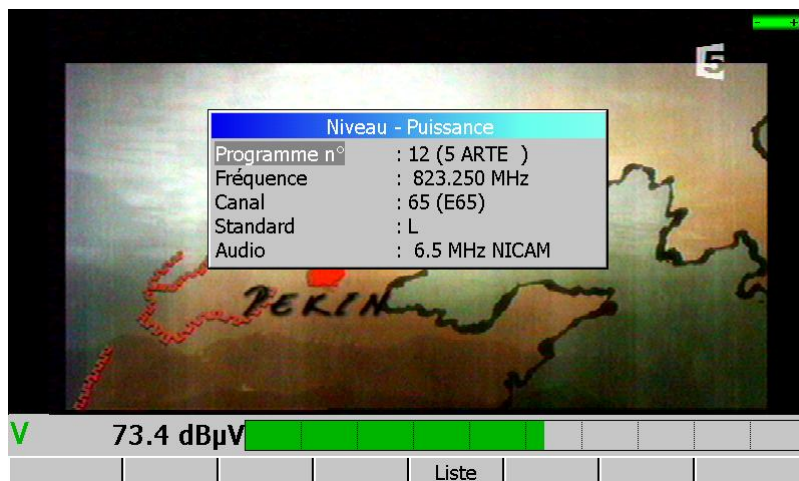 - +
5
Niveau - Puissance
Programme n° : 12 (5 ARTE )
Fréquence : 823.250 MHz
Canal : 65 (E65)
Standard : L
Audio : 6.5 MHz NICAM
PEKIN
V 73.4 dBµV
Liste